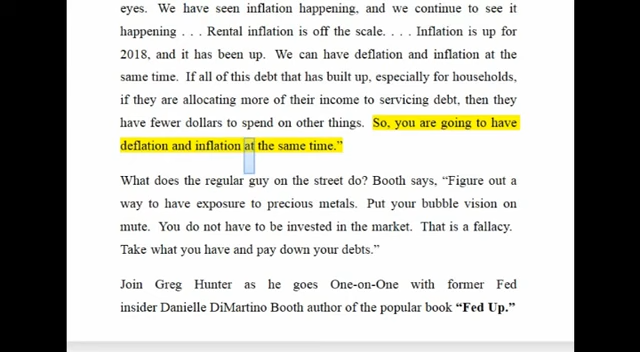 eyes. We have seen inflation happening, and we continue to see it
happening . . . Rental inflation is off the scale. . . . Inflation is up for
2018, and it has been up. We can have deflation and inflation at the
same time. If all of this debt that has built up, especially for households,
if they are allocating more of their income to servicing debt, then they
have fewer dollars to spend on other things. So, you are going to have
deflation and inflation at the same time.”
What does the regular guy on the street do? Booth says, “Figure out a
way to have exposure to precious metals. Put your bubble vision on
mute. You do not have to be invested in the market. That is a fallacy.
Take what you have and pay down your debts.”
Join Greg Hunter as he goes One-on-One with former Fed
insider Danielle DiMartino Booth author of the popular book “Fed Up.”